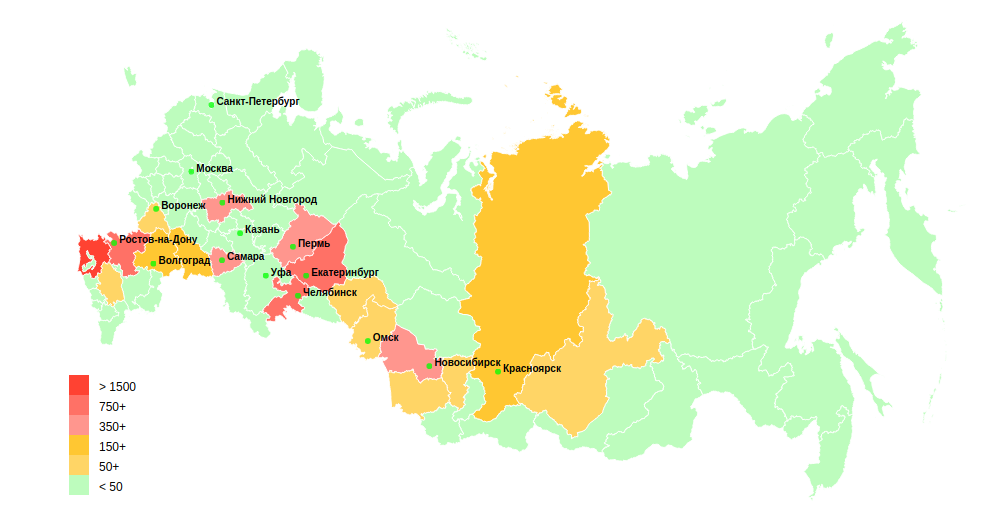 Санкт-Петербург
Москва
Нижний Новгород
Воронеж
Казань
Ростов-на-Дону
Пермь
Самара
Волгоград
Уфа
Екатеринбург
Челябинск
Омск
Новосибирск
Красноярск
> 1500
750+
350+
150+
50+
< 50